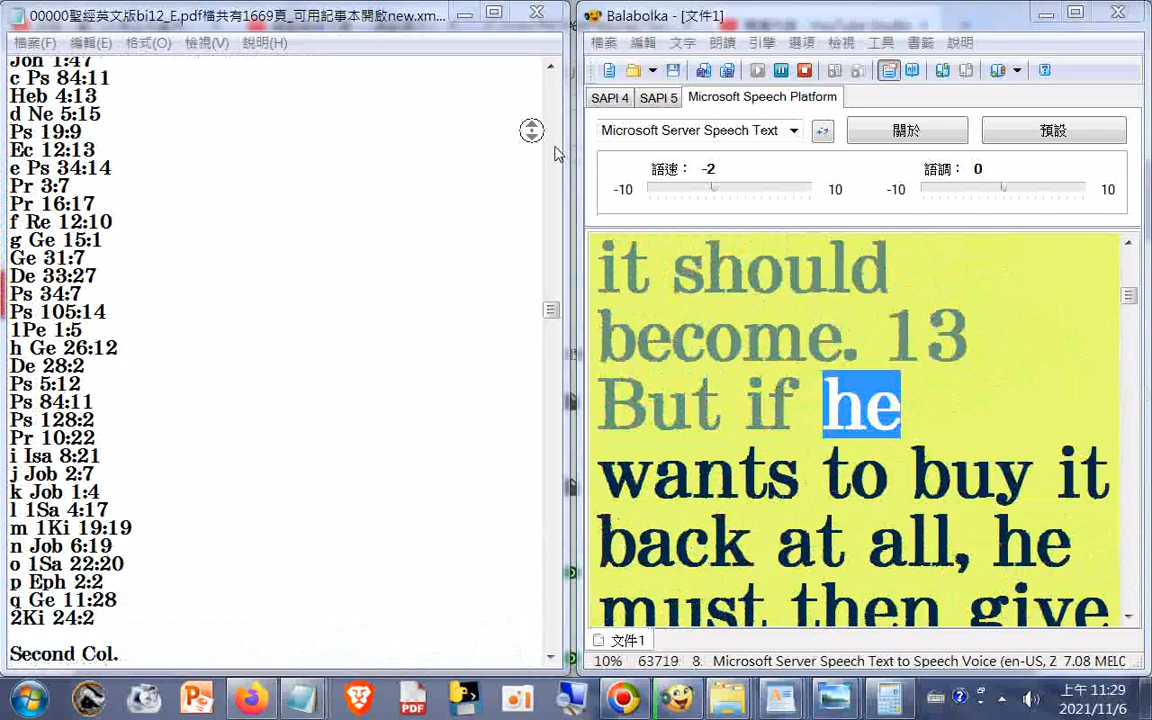 00000聖經英文版bi12_E.pdf檔共有1669頁_可用記事本開啟new.xm...
檔案(F) 編輯(E) 格式(O) 檢視(V) 說明(H)
Joh 1:47
c Ps 84:11
Heb 4:13
d Ne 5:15
Ps 19:9
Ec 12:13
e Ps 34:14
Pr 3:7
Pr 16:17
f Re 12:10
g Ge 15:1
Ge 31:7
De 33:27
Ps 34:7
Ps 105:14
1Pe 1:5
h Ge 26:12
De 28:2
Ps 5:12
Ps 84:11
Ps 128:2
Pr 10:22
i Isa 8:21
j Job 2:7
k Job 1:4
l 1Sa 4:17
m 1Ki 19:19
n Job 6:19
o 1Sa 22:20
p Eph 2:2
q Ge 11:28
2Ki 24:2
Second Col.
Balabolka - [文件1]
檔案 編輯 文字 朗讀 引擎 選項 檢視 工具 書籤 說明
SAPI 4 SAPI 5 Microsoft Speech Platform
Microsoft Server Speech Text 關於 預設
語速： -2 語調： 0
-10 10 -10 10
it should
become. 13
But if he
wants to buy it
back at all, he
must then give
文件1
10% 63719 8. Microsoft Server Speech Text to Speech Voice (en-US, Z 7.08 MELC
PDF
上午 11:29
2021/11/6